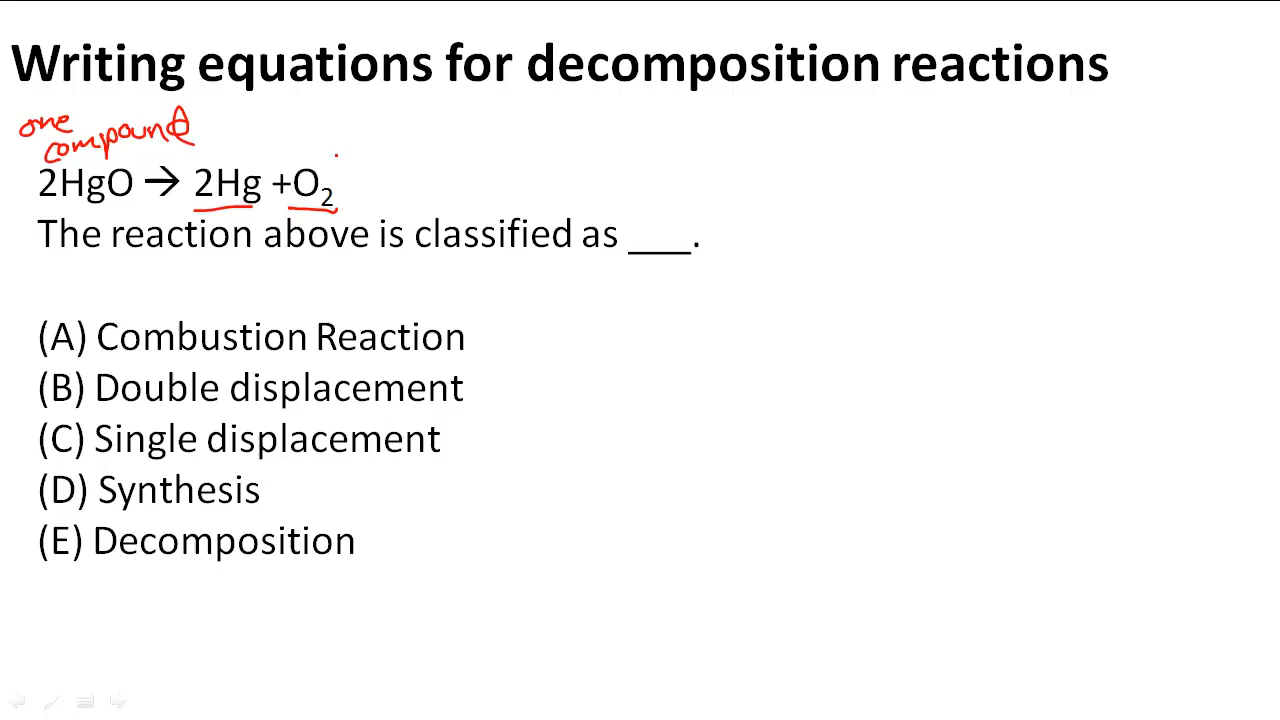 Writing equations for decomposition reactions
one
compound
2HgO → 2Hg +O₂
The reaction above is classified as ___.
(A) Combustion Reaction
(B) Double displacement
(C) Single displacement
(D) Synthesis
(E) Decomposition